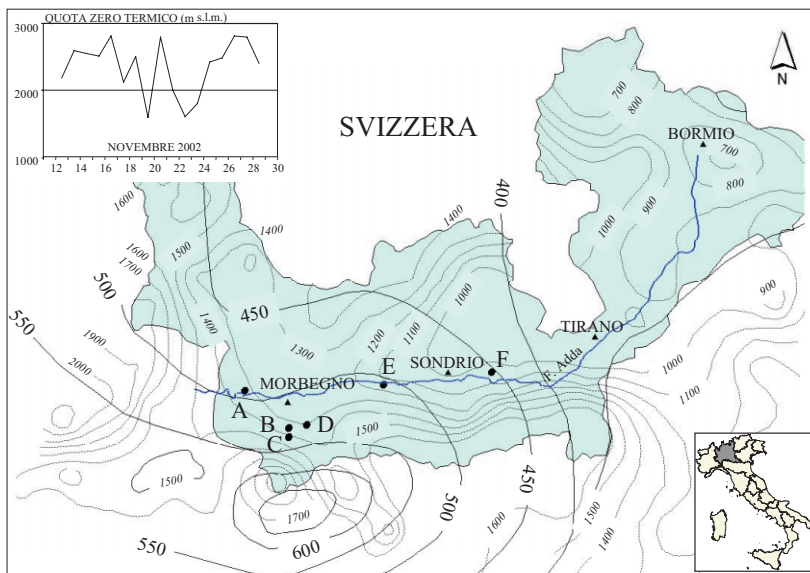 QUOTA ZERO TERMICO (m s.l.m.)
3000
2000
1000
NOVEMBRE 2002
12 14 16 18 20 22 24 26 28 30
N
SVIZZERA
700
800
BORMIO
700
800
900
1000
1600
1500
1400
1400
400
1600
1700
500
1400
450
1000
900
550
1300
1200
1100
TIRANO
1900
2000
E
SONDRIO
F
F. Adda
1000
1100
A
MORBEGNO
B
D
C
1500
1500
1700
500
450
1600
1500
1400
550
600